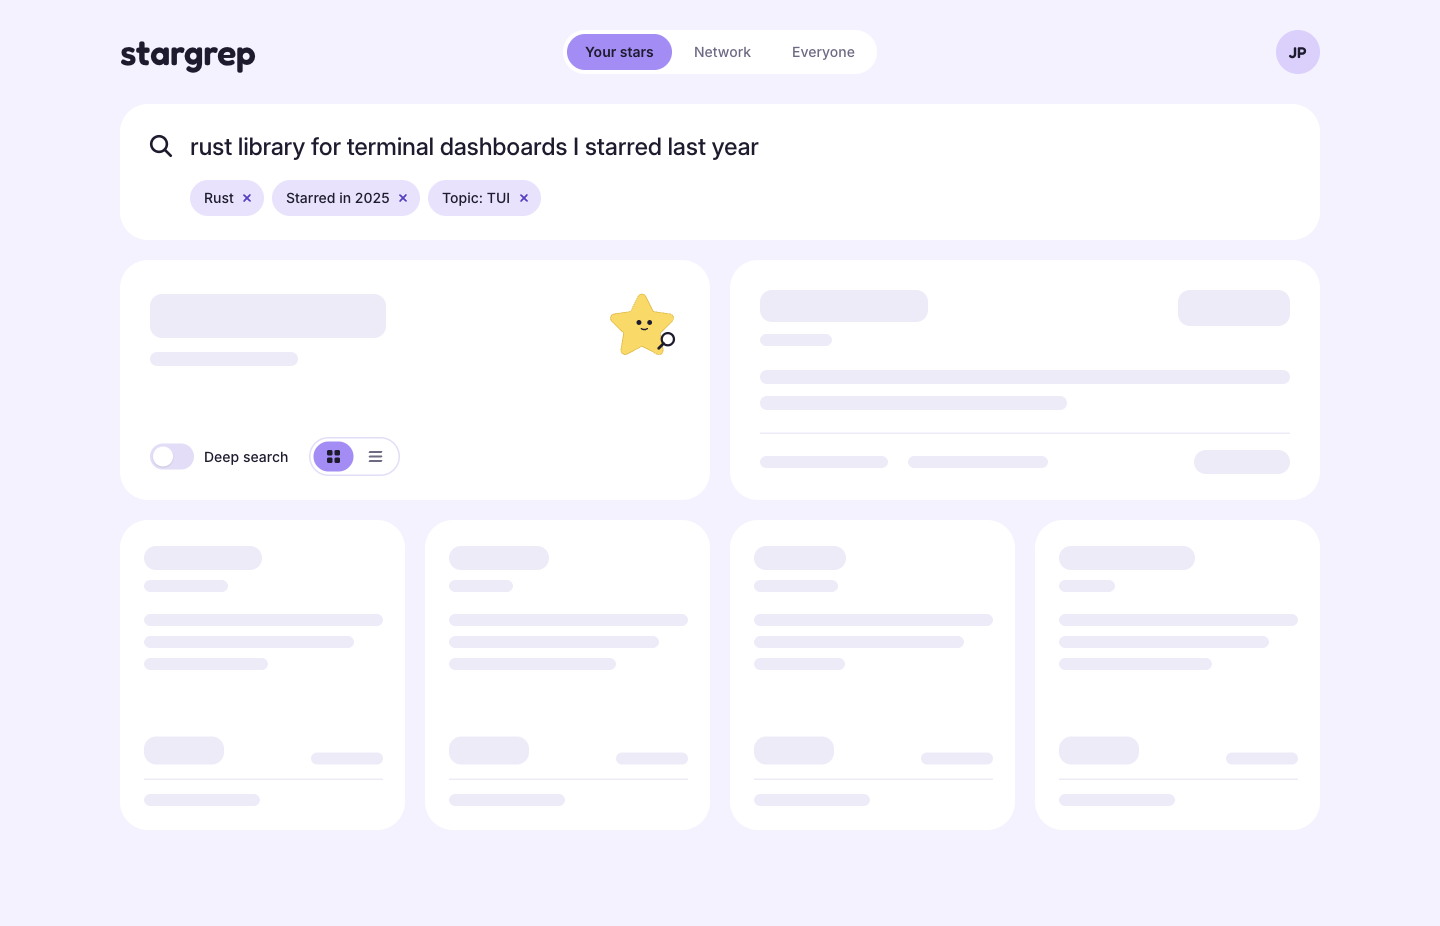 stargrep
Your stars
Network
Everyone
JP
rust library for terminal dashboards I starred last year
Rust ×
Starred in 2025 ×
Topic: TUI ×
Deep search